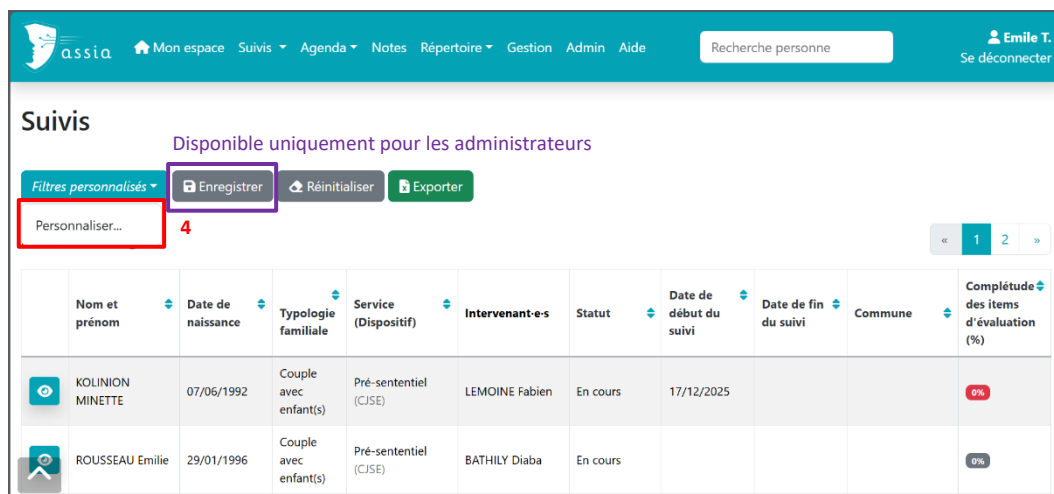 assia
Mon espace Suivis Agenda Notes Répertoire Gestion Admin Aide
Recherche personne
Emile T.
Se déconnecter
Suivis
Disponible uniquement pour les administrateurs
Filtres personnalisés Enregistrer Réinitialiser Exporter
Personnaliser...
4
« 1 2 »
Nom et
prénom
Date de
naissance
Typologie
familiale
Service
(Dispositif)
Intervenant·e·s
Statut
Date de
début du
suivi
Date de fin
du suivi
Commune
Complétude
des items
d'évaluation
(%)
KOLINION
MINETTE
07/06/1992
Couple
avec
enfant(s)
Pré-sententiel
(CJSE)
LEMOINE Fabien
En cours
17/12/2025
0%
ROUSSEAU Emilie
29/01/1996
Couple
avec
enfant(s)
Pré-sententiel
(CJSE)
BATHILY Diaba
En cours
0%